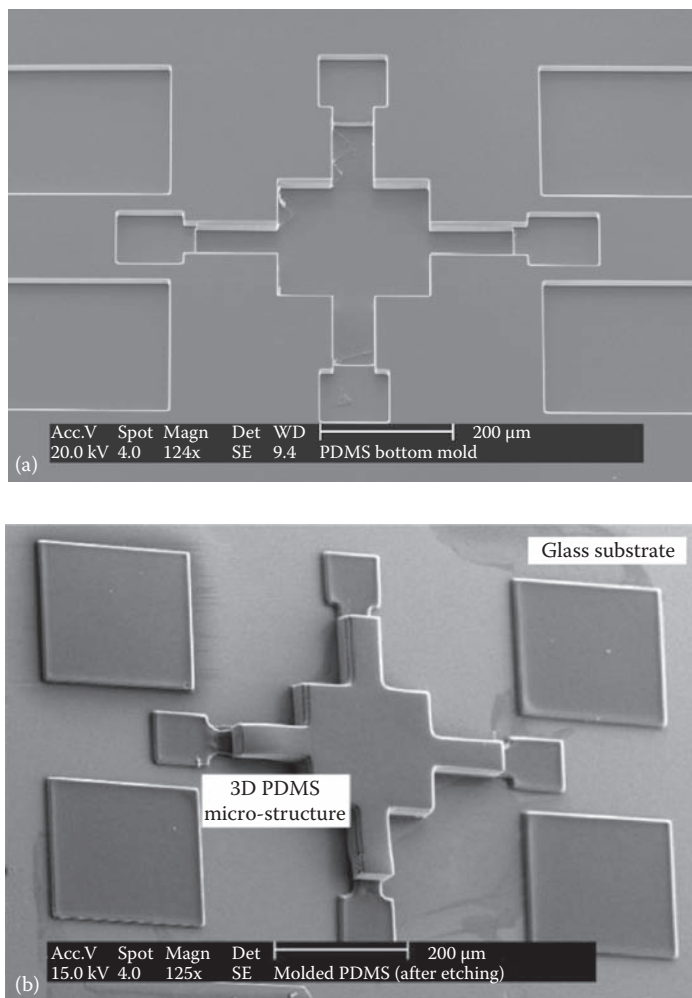 Acc.V Spot Magn Det WD 200 μm
20.0 kV 4.0 124x SE 9.4 PDMS bottom mold
(a)
Glass substrate
3D PDMS
micro-structure
Acc.V Spot Magn Det 200 μm
15.0 kV 4.0 125x SE Molded PDMS (after etching)
(b)